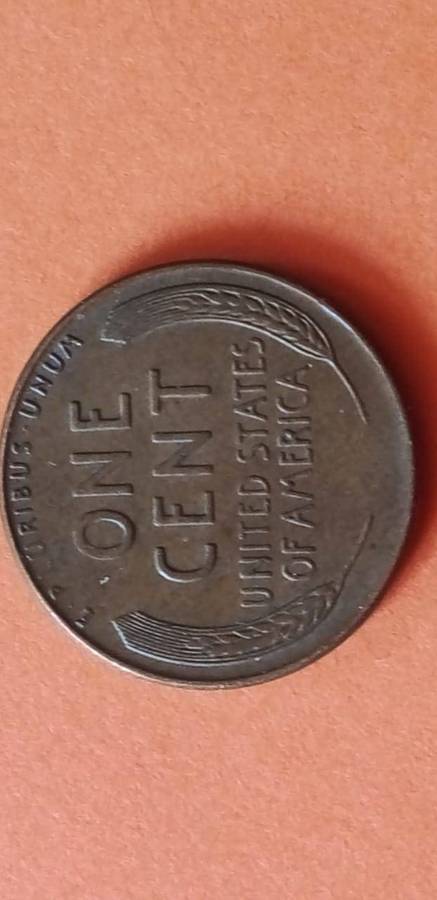 E·PLURIBUS·UNUM
ONE
CENT
UNITED STATES
OF AMERICA